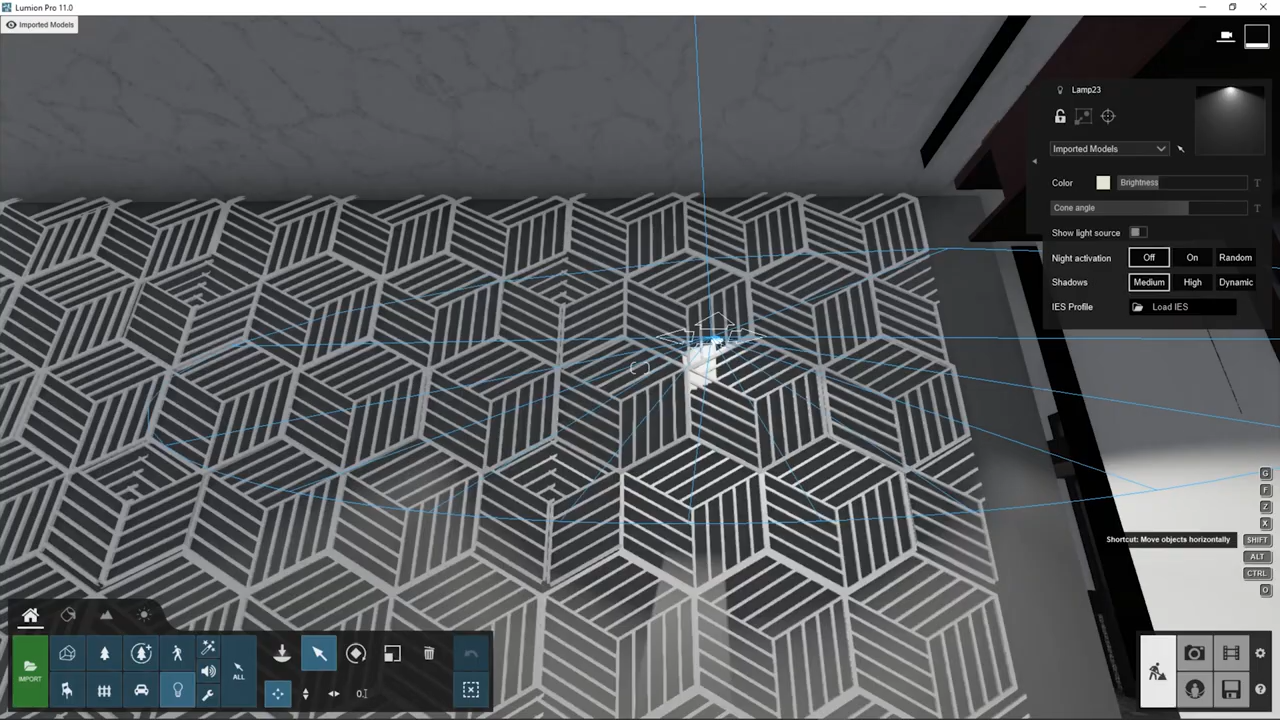 Lumion Pro 11.0
Imported Models
Lamp23
Imported Models
Color
Brightness
T
Cone angle
T
Show light source
Night activation
Off
On
Random
Shadows
Medium
High
Dynamic
IES Profile
Load IES
G
F
Z
X
Shortcut: Move objects horizontally
SHIFT
ALT
CTRL
O
IMPORT
ALL